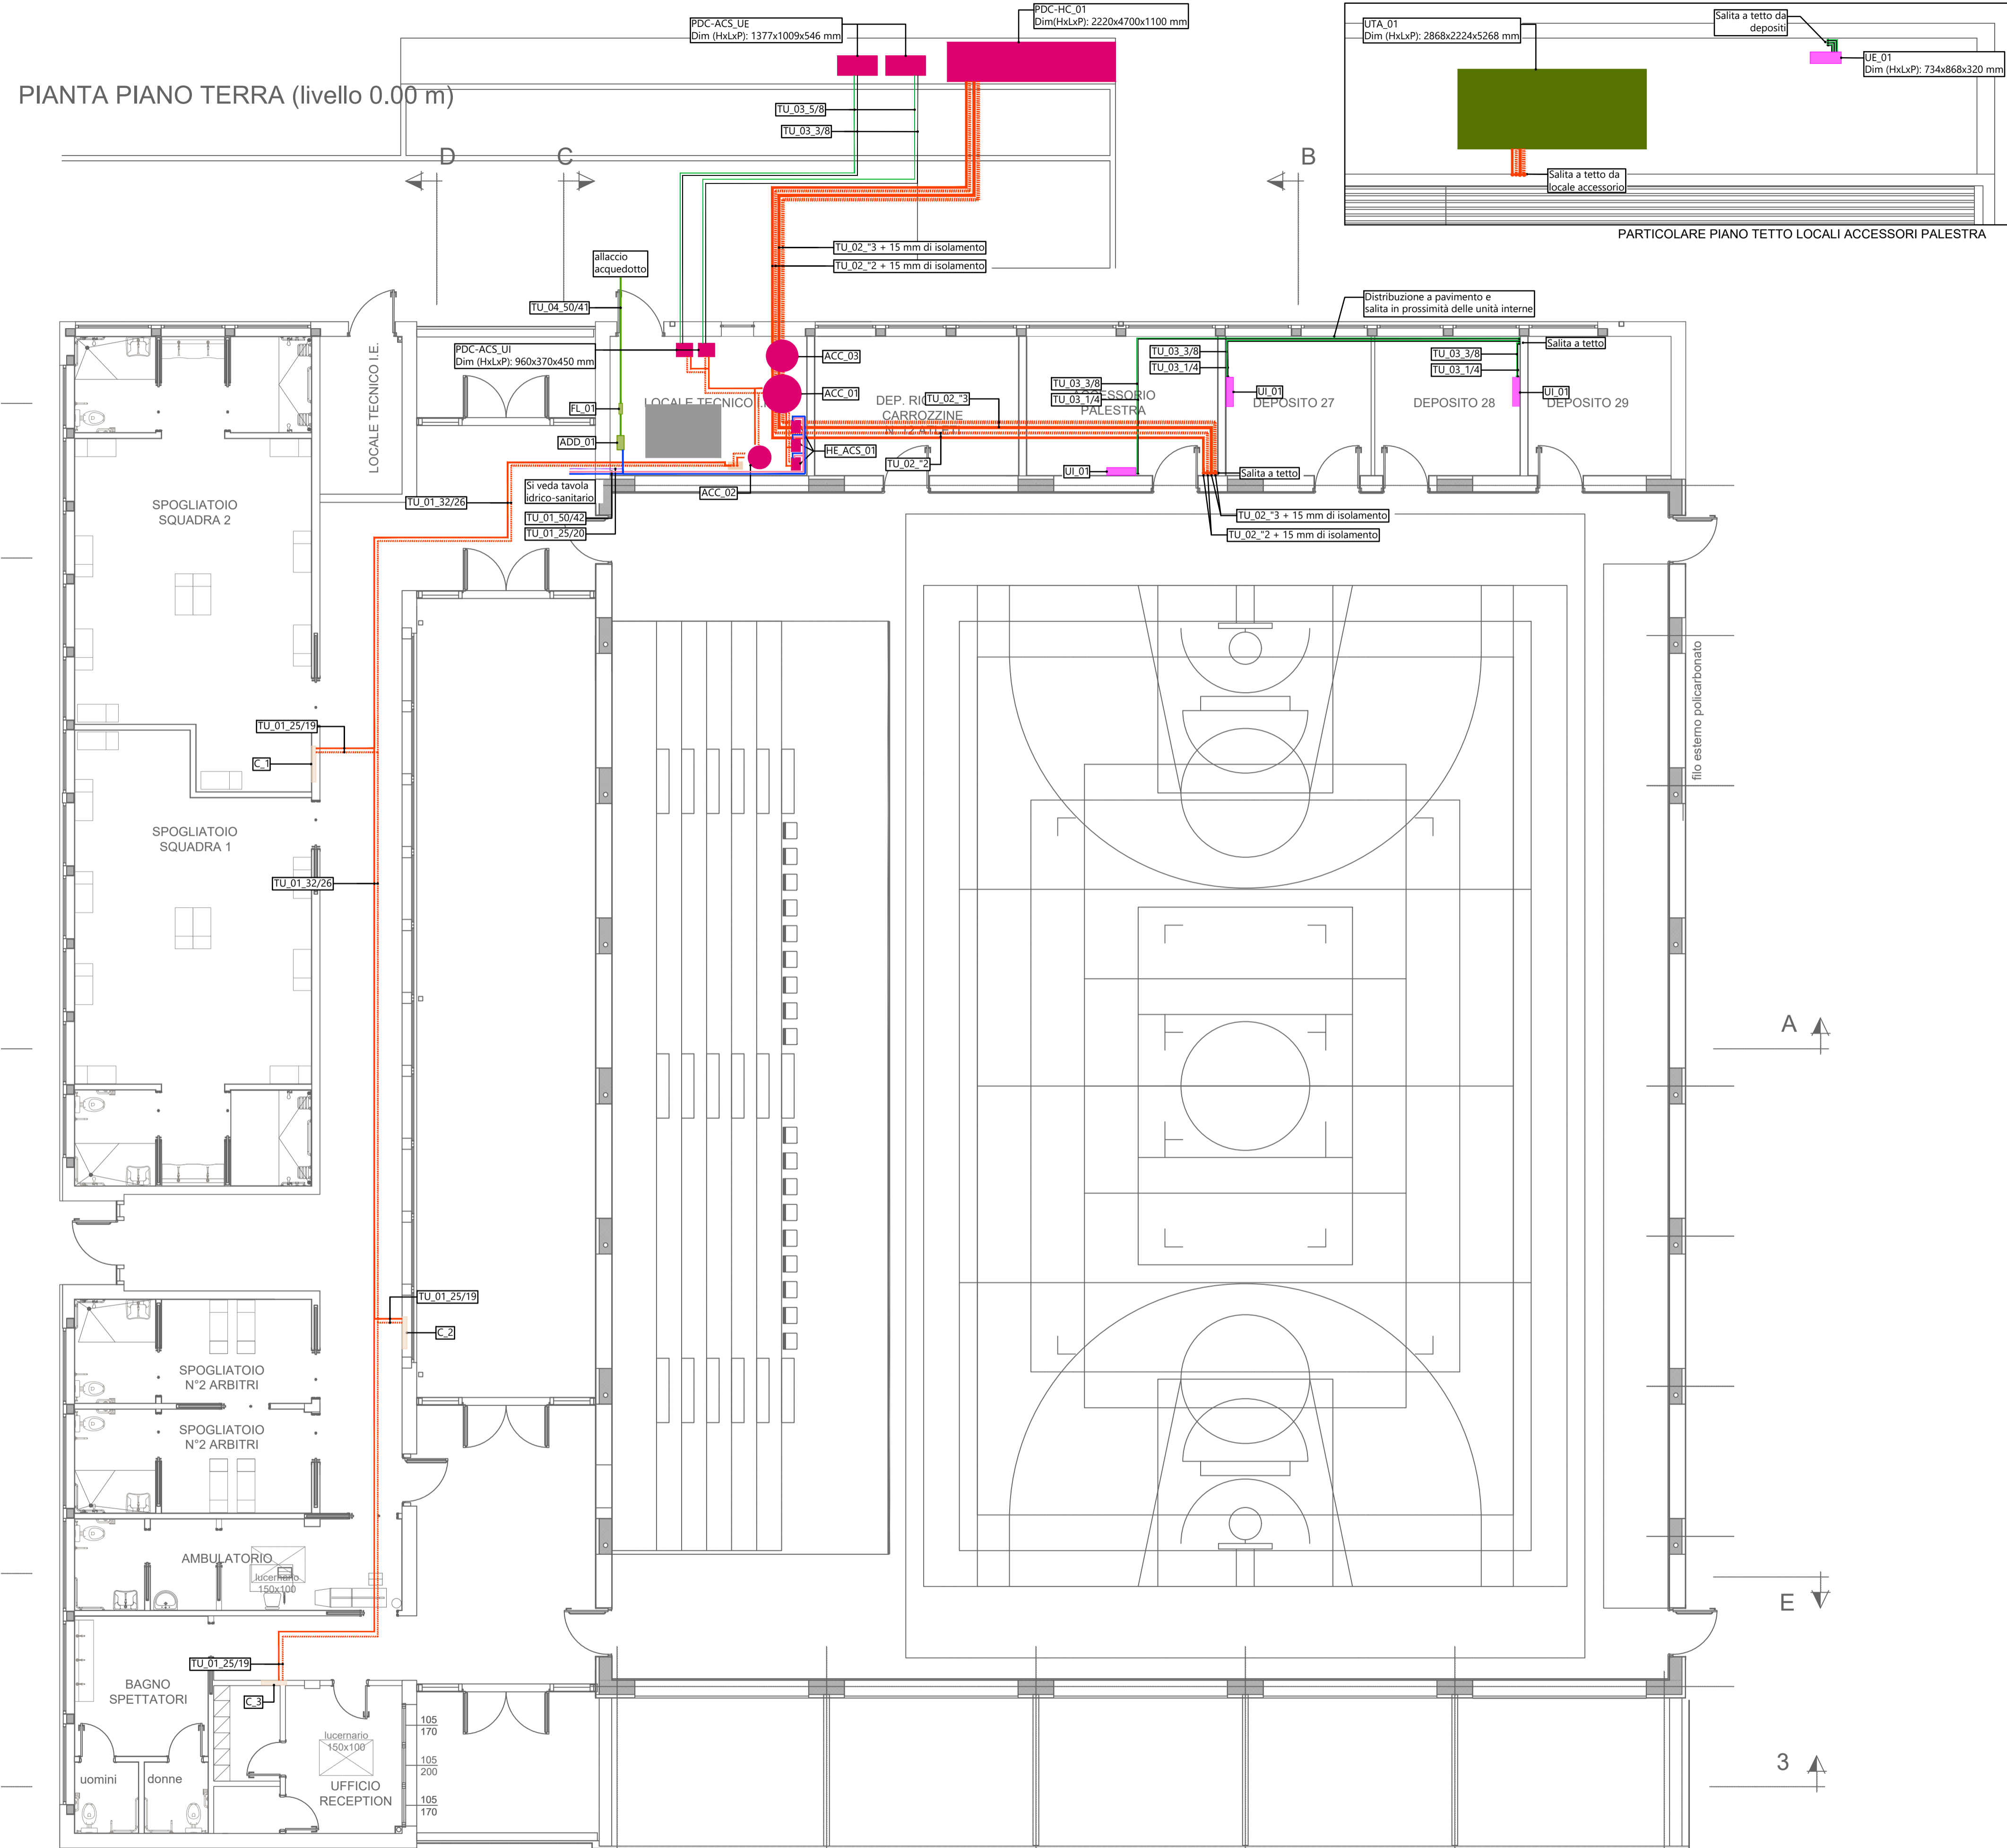 PIANTA PIANO TERRA (livello 0.00 m)
PDC-ACS_UE
Dim (HxLxP): 1377x1009x546 mm
PDC-HC_01
Dim(HxLxP): 2220x4700x1100 mm
UTA_01
Dim (HxLxP): 2868x2224x5268 mm
Salita a tetto da
depositi
UE_01
Dim (HxLxP): 734x868x320 mm
Salita a tetto da
locale accessorio
PARTICOLARE PIANO TETTO LOCALI ACCESSORI PALESTRA
TU_03_5/8
TU_03_3/8
D
C
B
TU_02_"3 + 15 mm di isolamento
TU_02_"2 + 15 mm di isolamento
allaccio
acquedotto
TU_04_50/41
Distribuzione a pavimento e
salita in prossimità delle unità interne
PDC-ACS_UI
Dim (HxLxP): 960x370x450 mm
ACC_03
ACC_01
TU_03_3/8
TU_03_1/4
TU_03_3/8
TU_03_1/4
Salita a tetto
TU_03_3/8
TU_03_1/4
UI_01
UI_01
LOCALE TECNICO I.E.
FL_01
LOCALE TECNICO
ADD_01
HE_ACS_01
DEP.
CARROZZINE
N. 12 ATLETI
TU_02_"3
TU_02_"2
PALESTRA
DEPOSITO 27
DEPOSITO 28
DEPOSITO 29
UI_01
Salita a tetto
Si veda tavola
idrico-sanitario
ACC_02
TU_01_32/26
TU_01_50/42
TU_01_25/20
TU_02_"3 + 15 mm di isolamento
TU_02_"2 + 15 mm di isolamento
SPOGLIATOIO
SQUADRA 2
filo esterno policarbonato
TU_01_25/19
C_1
SPOGLIATOIO
SQUADRA 1
TU_01_32/26
A
TU_01_25/19
C_2
SPOGLIATOIO
N°2 ARBITRI
SPOGLIATOIO
N°2 ARBITRI
AMBULATORIO
lucernario
150x100
E
TU_01_25/19
BAGNO
SPETTATORI
C_3
lucernario
150x100
105
170
105
200
105
170
uomini
donne
UFFICIO
RECEPTION
3